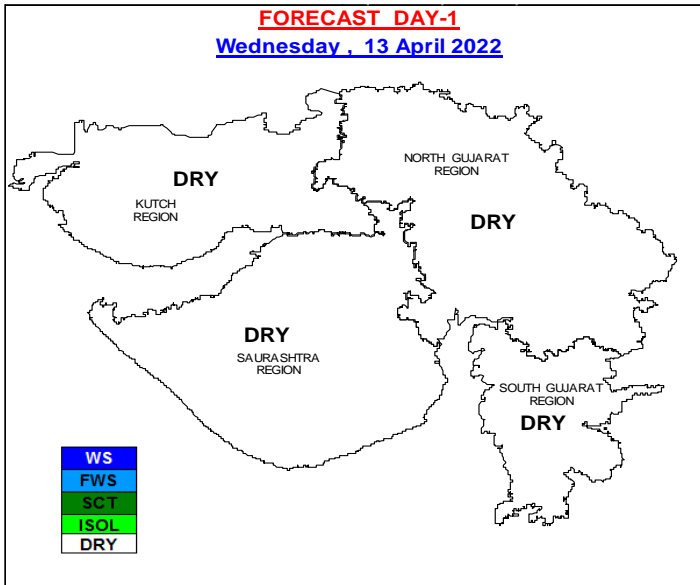 FORECAST DAY-1
Wednesday , 13 April 2022
NORTH GUJARAT
REGION
DRY
KUTCH
REGION
DRY
DRY
SAURASHTRA
REGION
SOUTH GUJARAT
REGION
DRY
WS
FWS
SCT
ISOL
DRY